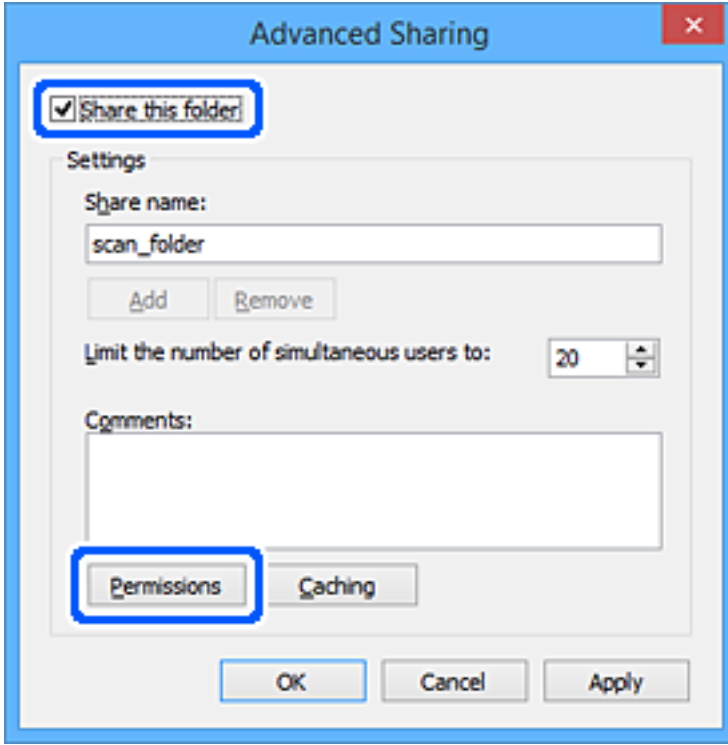 Advanced Sharing
Share this folder
Settings
Share name:
scan_folder
Add Remove
Limit the number of simultaneous users to: 20
Comments:
Permissions Caching
OK Cancel Apply